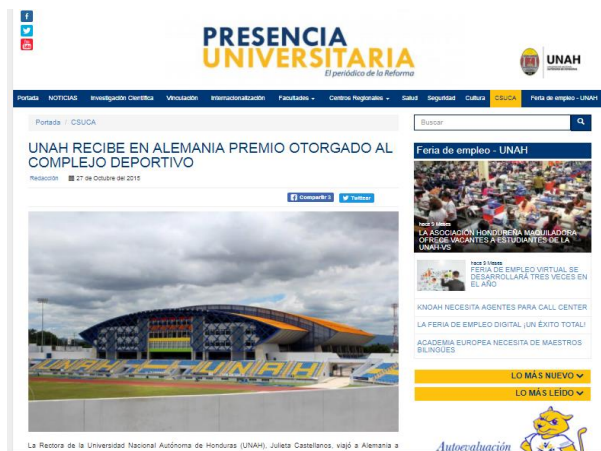 PRESENCIA
UNIVERSITARIA
El periódico de la Reforma
UNAH
Portada NOTICIAS Investigación Científica Vinculación Internacionalización Facultades Centros Regionales Salud Seguridad Cultura CSUCA Feria de empleo - UNAH
Portada / CSUCA
Buscar
UNAH RECIBE EN ALEMANIA PREMIO OTORGADO AL
COMPLEJO DEPORTIVO
Redacción 27 de Octubre del 2015
Compartir 3 Twittear
UNAH
La Rectora de la Universidad Nacional Autónoma de Honduras (UNAH), Julieta Castellanos, viajó a Alemania a
Feria de empleo - UNAH
hace 9 Meses
LA ASOCIACIÓN HONDUREÑA MAQUILADORA
OFRECE VACANTES A ESTUDIANTES DE LA
UNAH-VS
hace 9 Meses
FERIA DE EMPLEO VIRTUAL SE
DESARROLLARÁ TRES VECES EN
EL AÑO
KNOAH NECESITA AGENTES PARA CALL CENTER
LA FERIA DE EMPLEO DIGITAL ¡UN ÉXITO TOTAL!
ACADEMIA EUROPEA NECESITA DE MAESTROS
BILINGÜES
LO MÁS NUEVO
LO MÁS LEÍDO
Autoevaluación